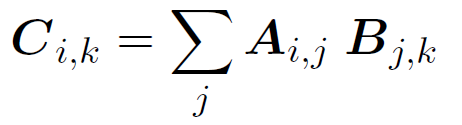 C_{i,k} = \sum_{j} A_{i,j} B_{j,k}